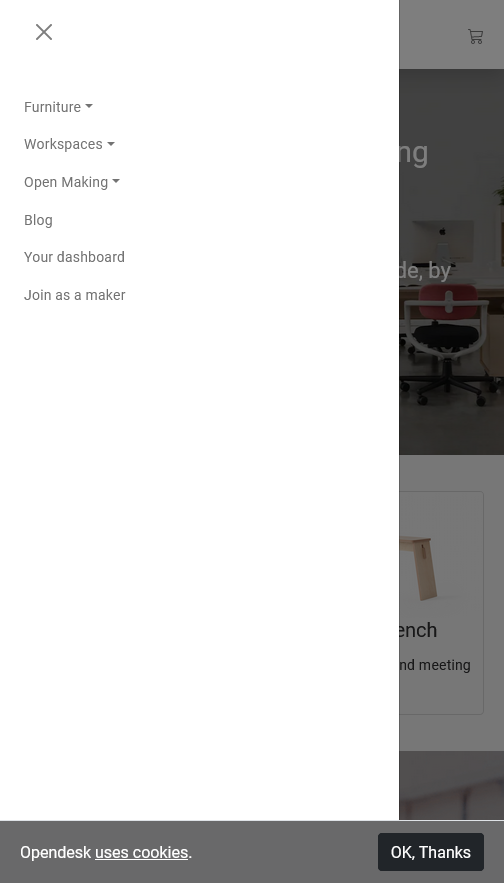 Furniture
Workspaces
Open Making
Blog
Your dashboard
Join as a maker
ng
de, by
ench
nd meeting
Opendesk uses cookies.
OK, Thanks